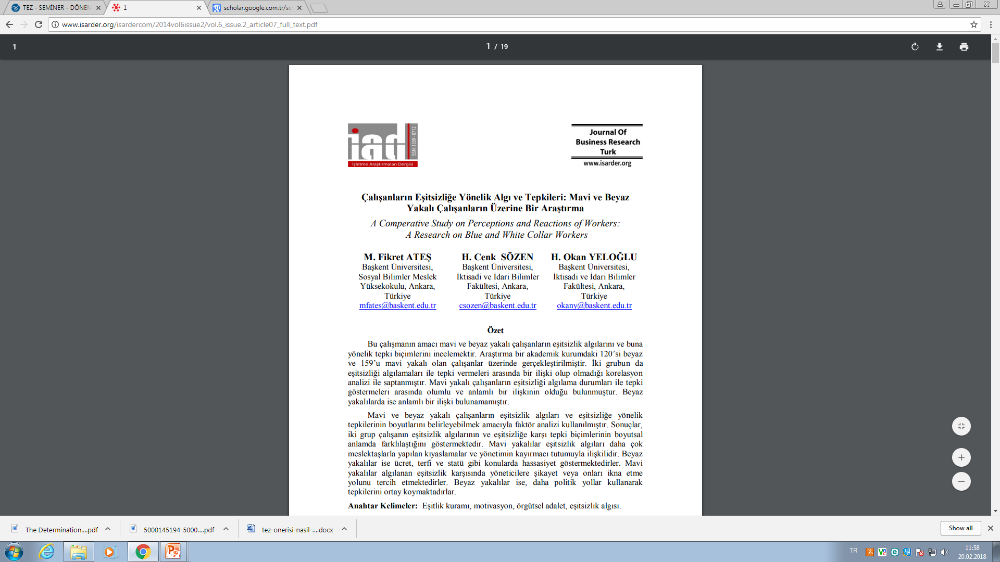 TEZ - SEMİNER - DÖNEM
1
scholar.google.com.tr/sc
www.isarder.org/isardercom/2014vol6issue2/vol.6_issue.2_article07_full_text.pdf
1
1 / 19
iad
ISSN: 1309 - 0712
İşletme Araştırmaları Dergisi
Journal Of
Business Research
Turk
www.isarder.org
Çalışanların Eşitsizliğe Yönelik Algı ve Tepkileri: Mavi ve Beyaz
Yakalı Çalışanların Üzerine Bir Araştırma
A Comperative Study on Perceptions and Reactions of Workers:
A Research on Blue and White Collar Workers
M. Fikret ATEŞ
Başkent Üniversitesi,
Sosyal Bilimler Meslek
Yüksekokulu, Ankara,
Türkiye
mfates@baskent.edu.tr
H. Cenk SÖZEN
Başkent Üniversitesi,
İktisadi ve İdari Bilimler
Fakültesi, Ankara,
Türkiye
csozen@baskent.edu.tr
H. Okan YELOĞLU
Başkent Üniversitesi,
İktisadi ve İdari Bilimler
Fakültesi, Ankara,
Türkiye
okany@baskent.edu.tr
Özet
Bu çalışmanın amacı mavi ve beyaz yakalı çalışanların eşitsizlik algılarını ve buna
yönelik tepki biçimlerini incelemektir. Araştırma bir akademik kurumdaki 120’si beyaz
ve 159’u mavi yakalı olan çalışanlar üzerinde gerçekleştirilmiştir. İki grubun da
eşitsizliği algılamaları ile tepki vermeleri arasında bir ilişki olup olmadığı korelasyon
analizi ile saptanmıştır. Mavi yakalı çalışanların eşitsizliği algılama durumları ile tepki
göstermeleri arasında olumlu ve anlamlı bir ilişkinin olduğu bulunmuştur. Beyaz
yakalılarda ise anlamlı bir ilişki bulunamamıştır.
Mavi ve beyaz yakalı çalışanların eşitsizlik algıları ve eşitsizliğe yönelik
tepkilerinin boyutlarını belirleyebilmek amacıyla faktör analizi kullanılmıştır. Sonuçlar,
iki grup çalışanın eşitsizlik algılarının ve eşitsizliğe karşı tepki biçimlerinin boyutsal
anlamda farklılaştığını göstermektedir. Mavi yakalılar eşitsizlik algıları daha çok
meslektaşlarla yapılan kıyaslamalar ve yönetimin kayırmacı tutumuyla ilişkilidir. Beyaz
yakalılar ise ücret, terfi ve statü gibi konularda hassasiyet göstermektedirler. Mavi
yakalılar algılanan eşitsizlik karşısında yöneticilere şikayet veya onları ikna etme
yolunu tercih etmektedirler. Beyaz yakalılar ise, daha politik yollar kullanarak
tepkilerini ortay koymaktadırlar.
Anahtar Kelimeler: Eşitlik kuramı, motivasyon, örgütsel adalet, eşitsizlik algısı.
The Determination....pdf
5000145194-5000....pdf
tez-onerisi-nasil-....docx
Show all
TR
11:58
20.02.2018